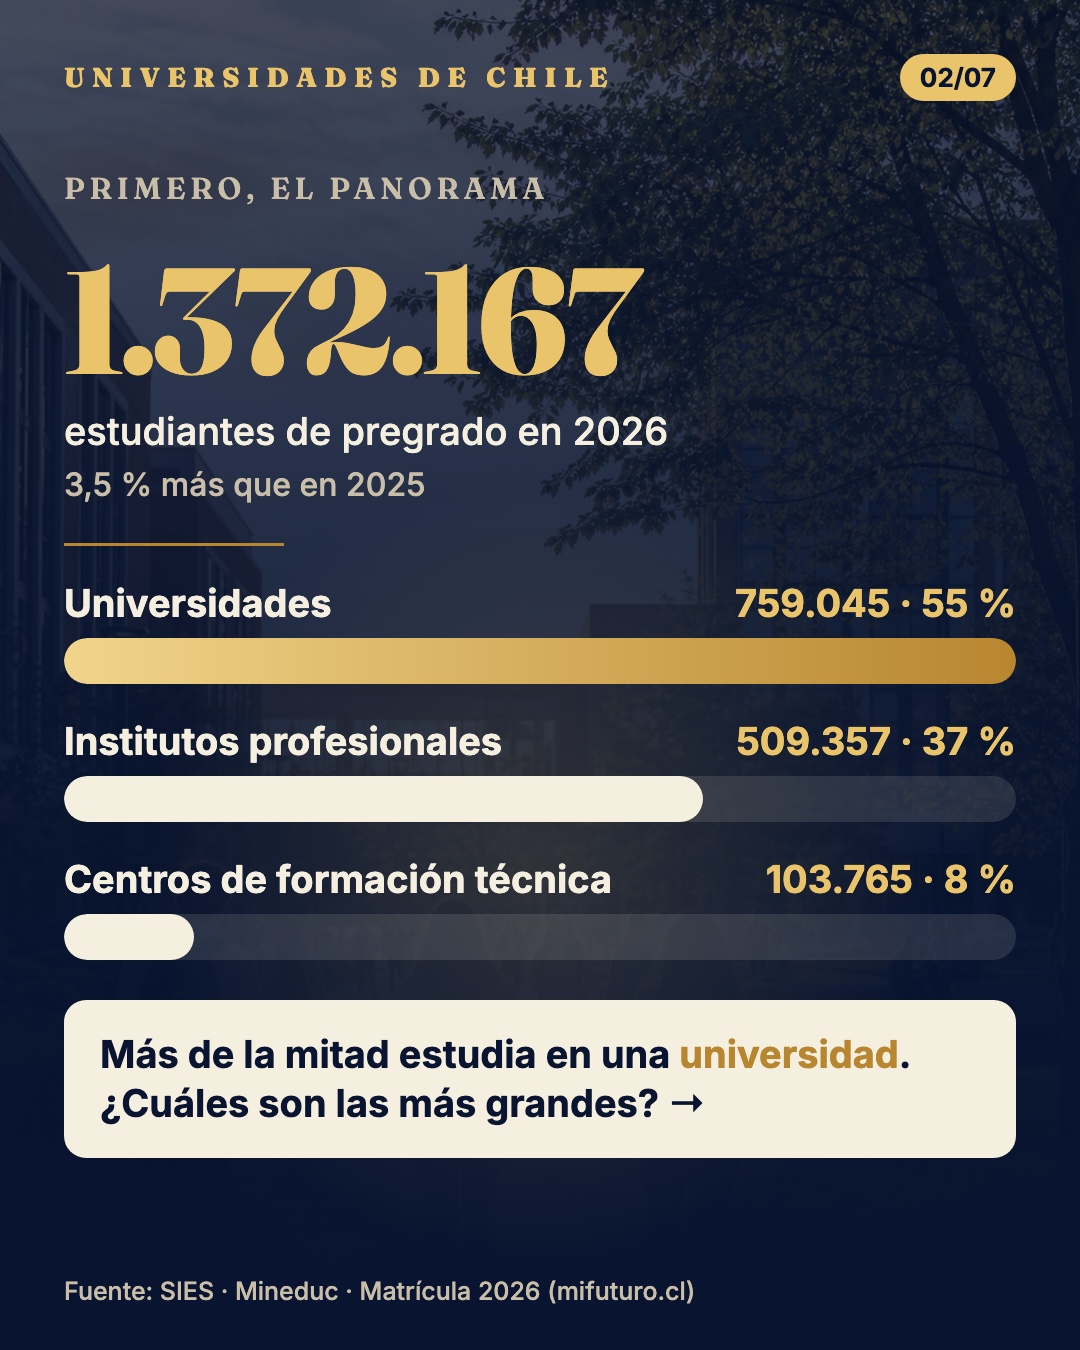 UNIVERSIDADES DE CHILE
02/07
PRIMERO, EL PANORAMA
1.372.167
estudiantes de pregrado en 2026
3,5 % más que en 2025
Universidades
759.045 · 55 %
Institutos profesionales
509.357 · 37 %
Centros de formación técnica
103.765 · 8 %
Más de la mitad estudia en una universidad.
¿Cuáles son las más grandes? →
Fuente: SIES · Mineduc · Matrícula 2026 (mifuturo.cl)